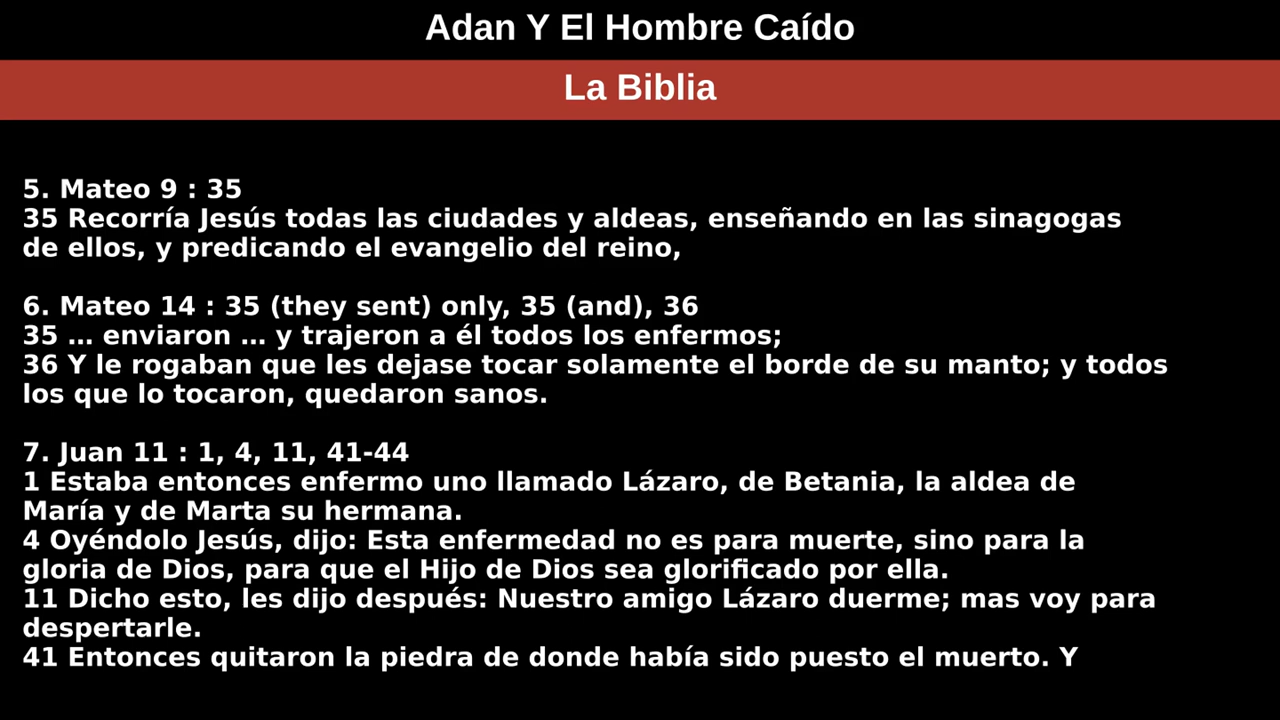 Adan Y El Hombre Caído
La Biblia
5. Mateo 9 : 35
35 Recorría Jesús todas las ciudades y aldeas, enseñando en las sinagogas
de ellos, y predicando el evangelio del reino,
6. Mateo 14 : 35 (they sent) only, 35 (and), 36
35 … enviaron … y trajeron a él todos los enfermos;
36 Y le rogaban que les dejase tocar solamente el borde de su manto; y todos
los que lo tocaron, quedaron sanos.
7. Juan 11 : 1, 4, 11, 41-44
1 Estaba entonces enfermo uno llamado Lázaro, de Betania, la aldea de
María y de Marta su hermana.
4 Oyéndolo Jesús, dijo: Esta enfermedad no es para muerte, sino para la
gloria de Dios, para que el Hijo de Dios sea glorificado por ella.
11 Dicho esto, les dijo después: Nuestro amigo Lázaro duerme; mas voy para
despertarle.
41 Entonces quitaron la piedra de donde había sido puesto el muerto. Y